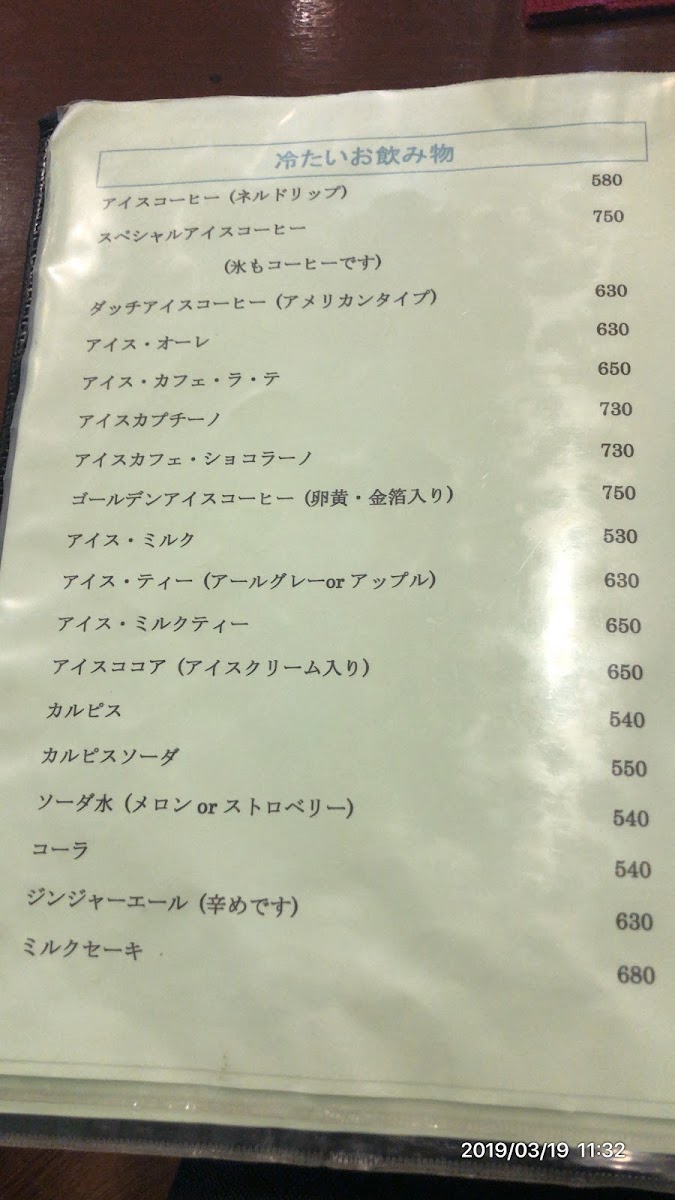 冷たいお飲み物
アイスコーヒー (ネルドリップ) 580
スペシャルアイスコーヒー 750
(氷もコーヒーです)
ダッチアイスコーヒー (アメリカンタイプ) 630
アイス・オーレ 630
アイス・カフェ・ラ・テ 650
アイスカプチーノ 730
アイスカフェ・ショコラーノ 730
ゴールデンアイスコーヒー (卵黄・金箔入り) 750
アイス・ミルク 530
アイス・ティー (アールグレーor アップル) 630
アイス・ミルクティー 650
アイスココア (アイスクリーム入り) 650
カルピス 540
カルピスソーダ 550
ソーダ水 (メロン or ストロベリー) 540
コーラ 540
ジンジャーエール (辛めです) 630
ミルクセーキ 680
2019/03/19 11:32